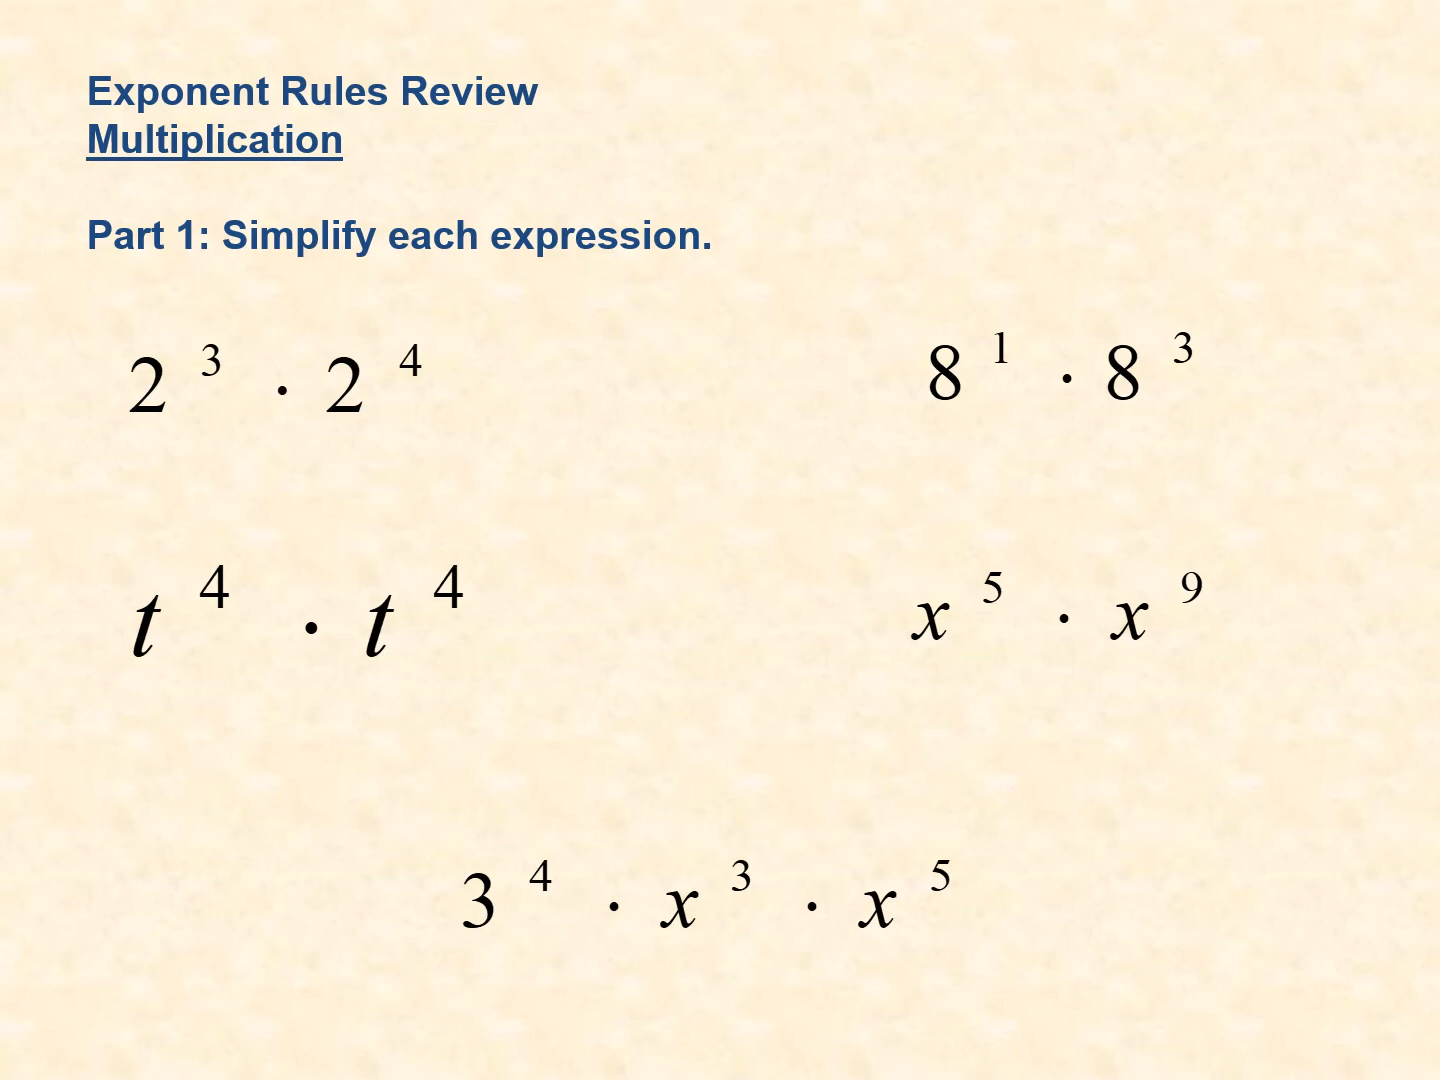 Exponent Rules Review
Multiplication
Part 1: Simplify each expression.
2³ · 2⁴
8¹ · 8³
t⁴ · t⁴
x⁵ · x⁹
3⁴ · x³ · x⁵